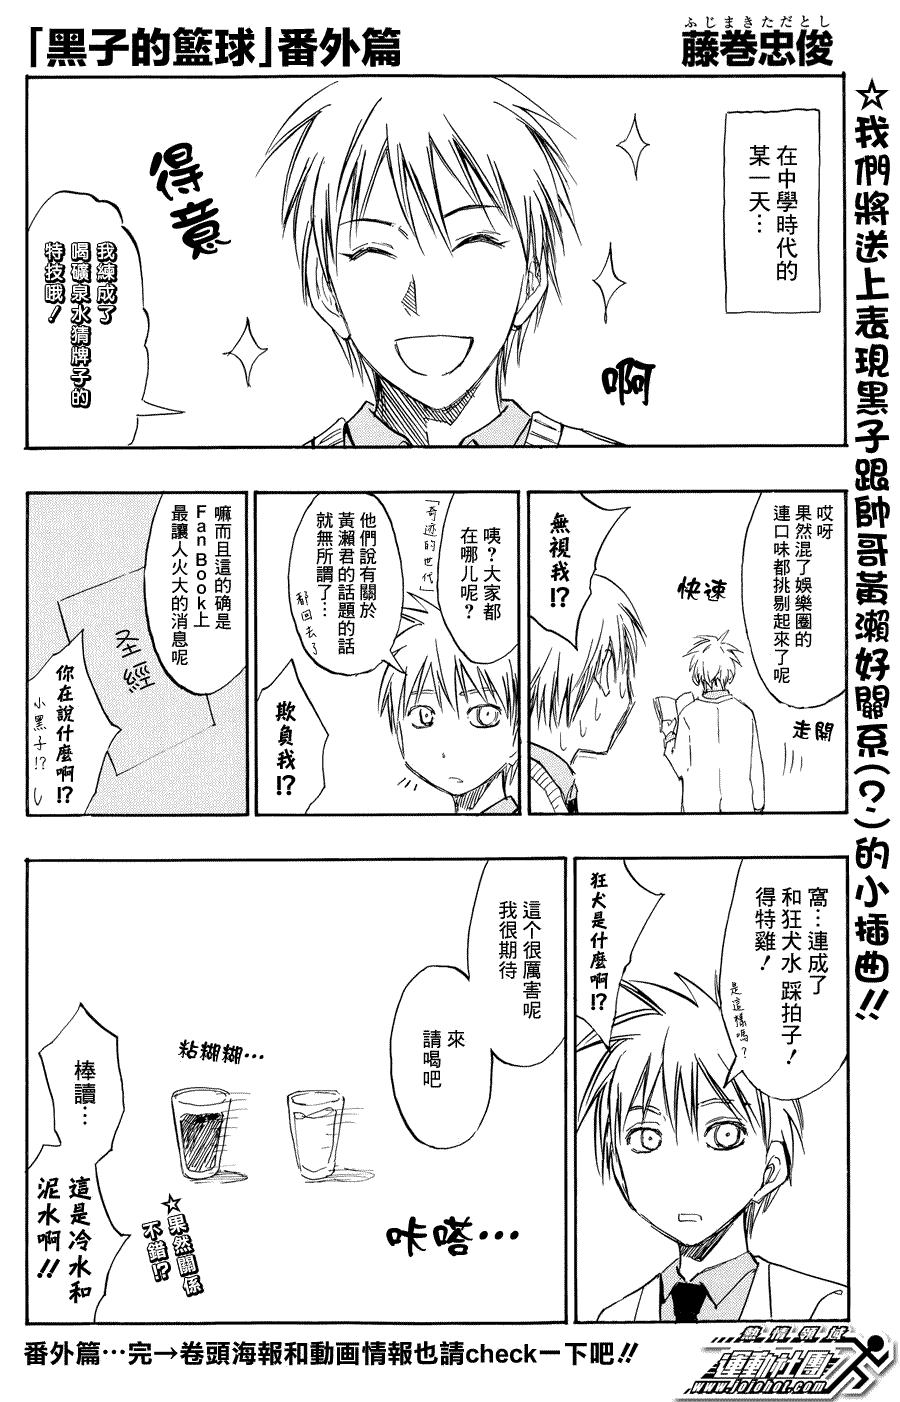 「黑子的籃球」番外篇
ふじまきただとし
藤巻忠俊
☆我們將送上表現黑子跟帥哥黃瀨好關系(?)的小插曲!!
在中學時代的
某一天…
得意
啊
我練成了
喝礦泉水猜牌子的
特技哦!
哎呀
果然混了娛樂圈的
連口味都挑剔起來了呢
快速
走開
無視我!?
咦?大家都
在哪儿呢?
「奇迹的世代」
他們說有關於
黃瀨君的話題的話
就無所謂了…
都回去了
欺負我!?
嘛而且這的确是
Fan Book上
最讓人火大的消息呢
圣經
你在說什麼啊!?
小黑子!?
窩…連成了
和狂犬水 踩拍子!
得特雞!
是這樣嗎?
狂犬是什麼啊!?
這个很厲害呢
我很期待
來
請喝吧
粘糊糊…
咔嗒…
棒讀…
這是冷水和
泥水啊!!
☆果然關係
不錯!?
番外篇…完→卷頭海報和動画情報也請check一下吧!!
熱情領域
運動社團
www.jojohot.com